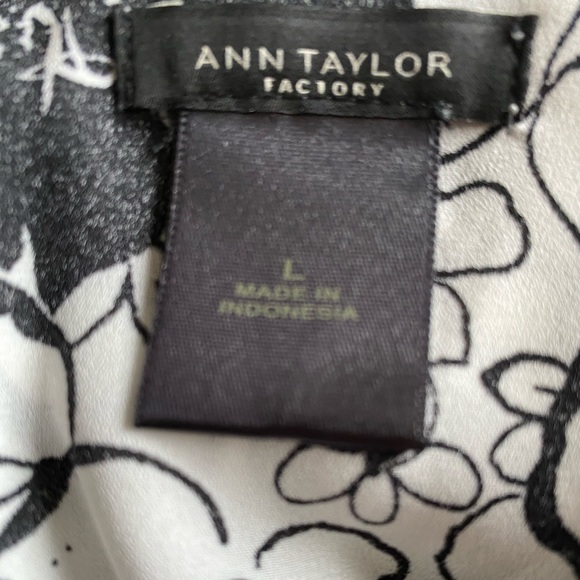 ANN TAYLOR
FACTORY
L
MADE IN
INDONESIA